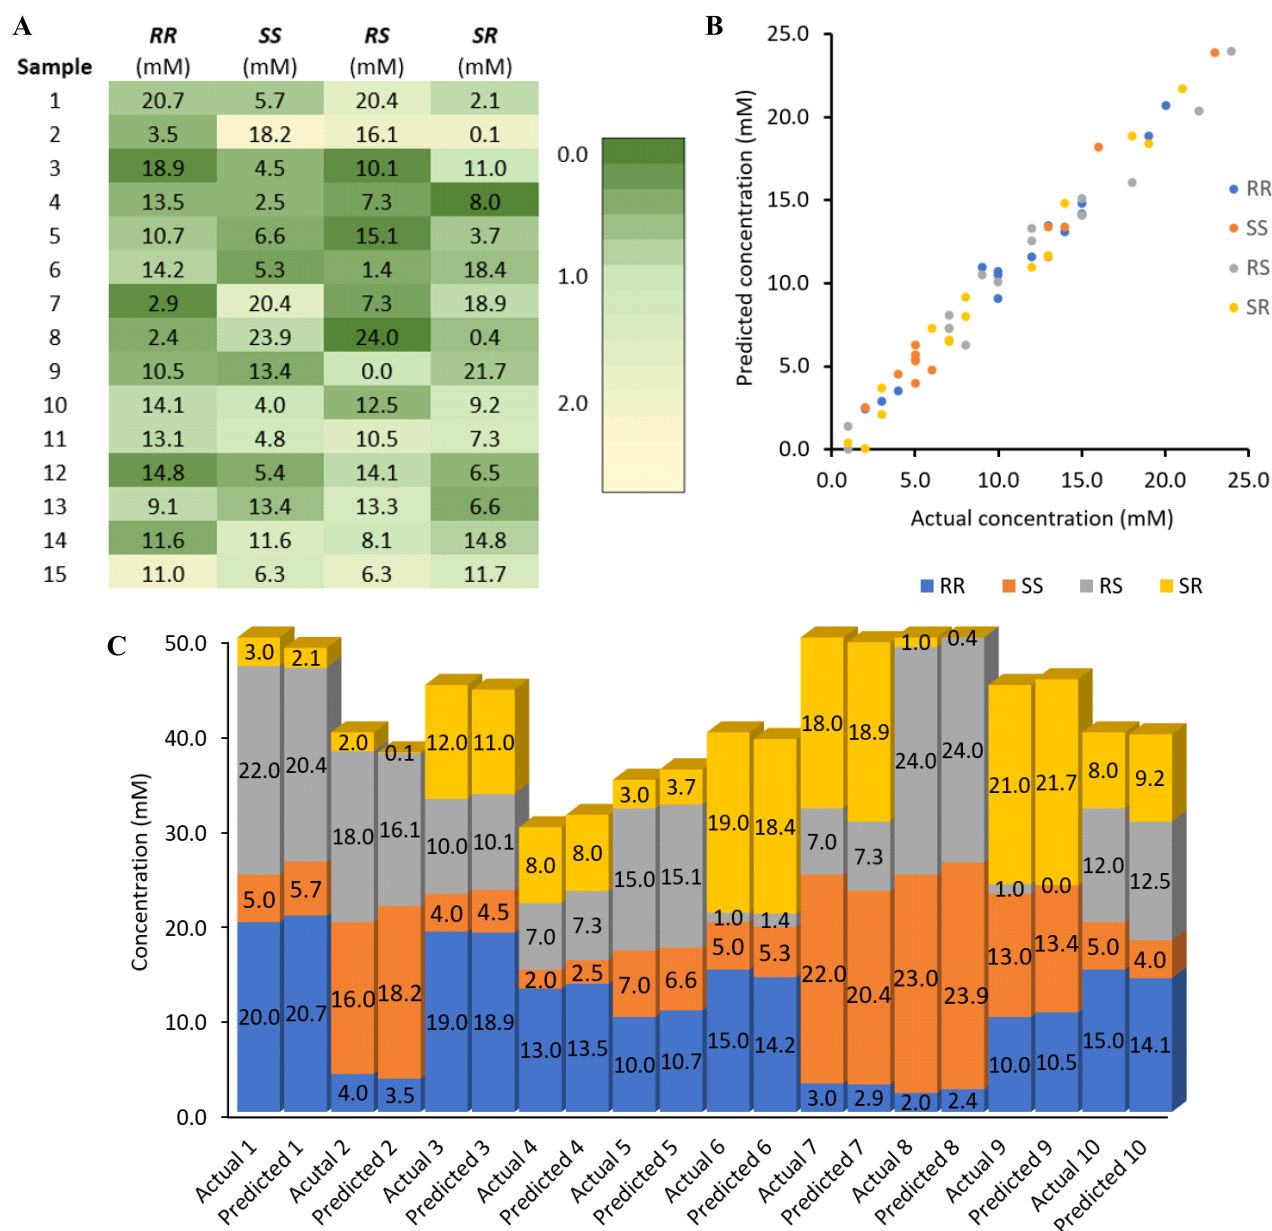 A
RR SS RS SR
Sample (mM) (mM) (mM) (mM)
1 20.7 5.7 20.4 2.1
2 3.5 18.2 16.1 0.1
3 18.9 4.5 10.1 11.0
4 13.5 2.5 7.3 8.0
5 10.7 6.6 15.1 3.7
6 14.2 5.3 1.4 18.4
7 2.9 20.4 7.3 18.9
8 2.4 23.9 24.0 0.4
9 10.5 13.4 0.0 21.7
10 14.1 4.0 12.5 9.2
11 13.1 4.8 10.5 7.3
12 14.8 5.4 14.1 6.5
13 9.1 13.4 13.3 6.6
14 11.6 11.6 8.1 14.8
15 11.0 6.3 6.3 11.7
0.0
1.0
2.0
B
25.0
20.0
15.0
10.0
5.0
0.0
0.0 5.0 10.0 15.0 20.0 25.0
Predicted concentration (mM)
Actual concentration (mM)
RR
SS
RS
SR
RR SS RS SR
C
Concentration (mM)
50.0
40.0
30.0
20.0
10.0
0.0
3.0 2.1 2.0 0.1 12.0 11.0 8.0 8.0 3.0 3.7 19.0 18.4 18.0 18.9 1.0 0.4 21.0 21.7 8.0 9.2
22.0 20.4 18.0 16.1 10.0 10.1 7.0 7.3 15.0 15.1 1.0 1.4 7.0 7.3 24.0 24.0 1.0 0.0 12.0 12.5
5.0 5.7 16.0 18.2 4.0 4.5 2.0 2.5 7.0 6.6 5.0 5.3 22.0 20.4 23.0 23.9 13.0 13.4 5.0 4.0
20.0 20.7 4.0 3.5 19.0 18.9 13.0 13.5 10.0 10.7 15.0 14.2 3.0 2.9 2.0 2.4 10.0 10.5 15.0 14.1
Actual 1
Predicted 1
Acutal 2
Predicted 2
Actual 3
Predicted 3
Actual 4
Predicted 4
Actual 5
Predicted 5
Actual 6
Predicted 6
Actual 7
Predicted 7
Actual 8
Predicted 8
Actual 9
Predicted 9
Actual 10
Predicted 10